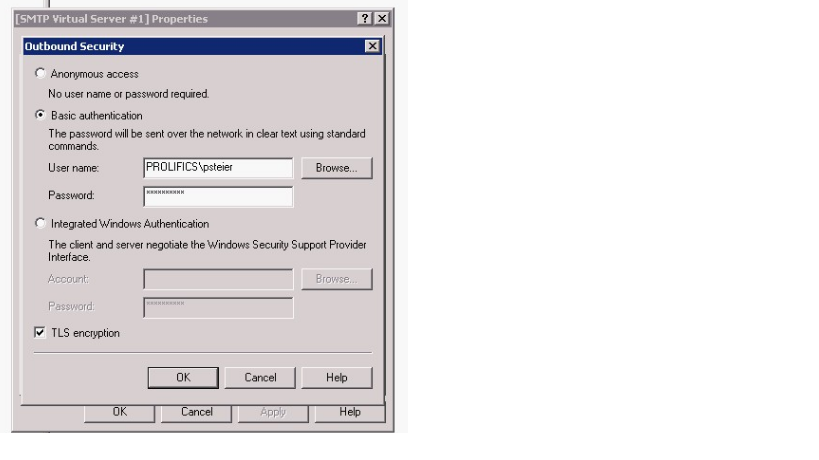 [SMTP Virtual Server #1] Properties
Outbound Security
Anonymous access
No user name or password required.
Basic authentication
The password will be sent over the network in clear text using standard
commands.
User name: PROLIFICS\psteier Browse...
Password: **********
Integrated Windows Authentication
The client and server negotiate the Windows Security Support Provider
Interface.
Account: Browse...
Password: **********
TLS encryption
OK Cancel Help
OK Cancel Apply Help